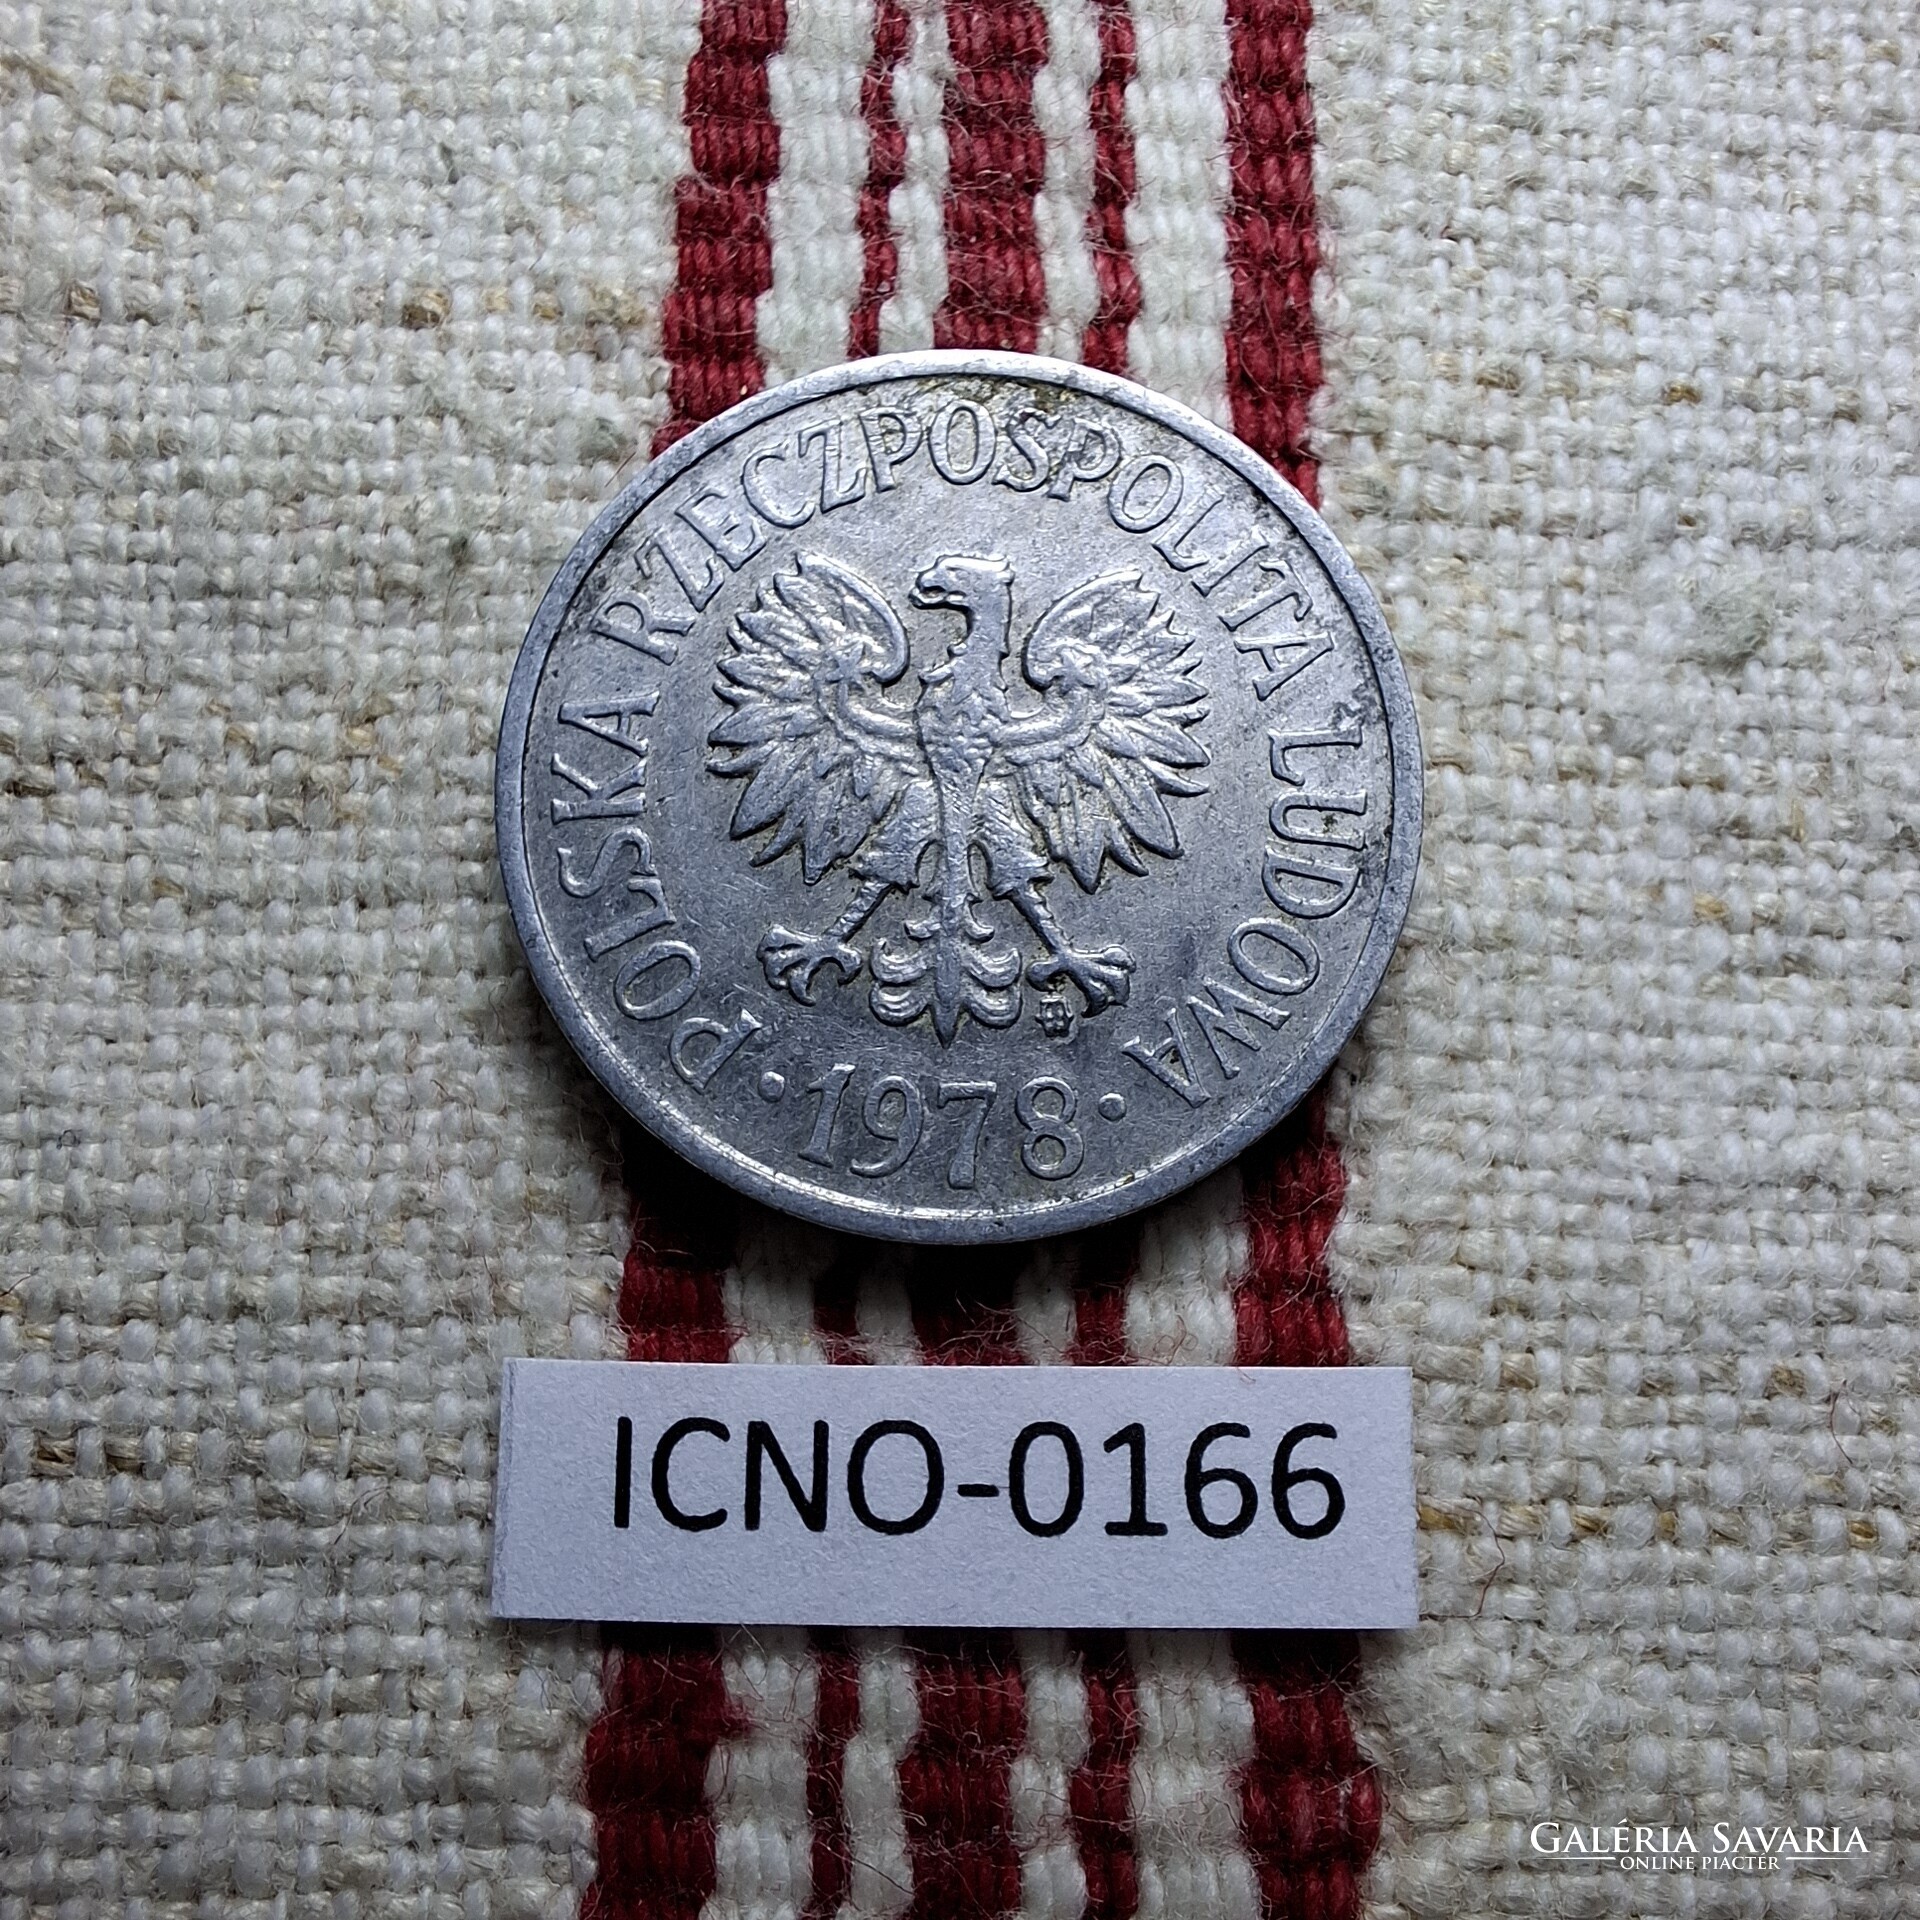 POLSKA RZECZPOSPOLITA LUDOWA
· 1978 ·
ICNO-0166
GALÉRIA SAVARIA
ONLINE PIACTÉR